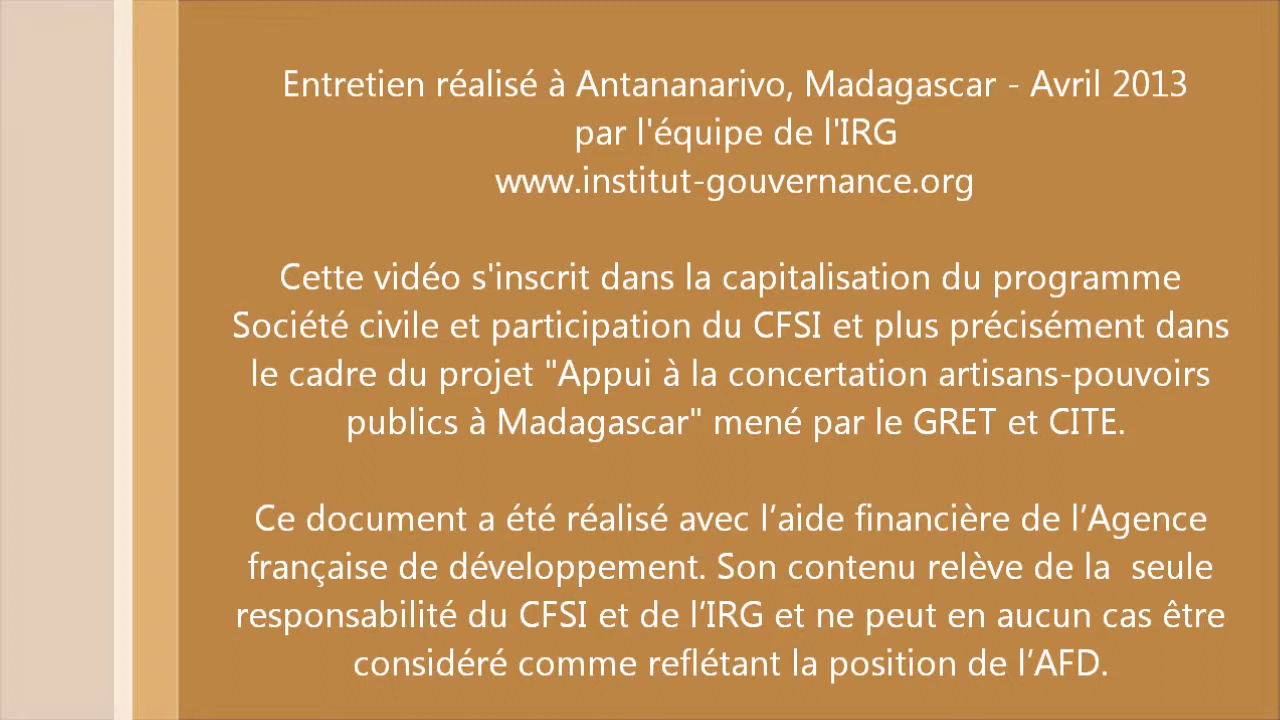 Entretien réalisé à Antananarivo, Madagascar - Avril 2013
par l'équipe de l'IRG
www.institut-gouvernance.org
Cette vidéo s'inscrit dans la capitalisation du programme
Société civile et participation du CFSI et plus précisément dans
le cadre du projet "Appui à la concertation artisans-pouvoirs
publics à Madagascar" mené par le GRET et CITE.
Ce document a été réalisé avec l’aide financière de l’Agence
française de développement. Son contenu relève de la  seule
responsabilité du CFSI et de l’IRG et ne peut en aucun cas être
considéré comme reflétant la position de l’AFD.